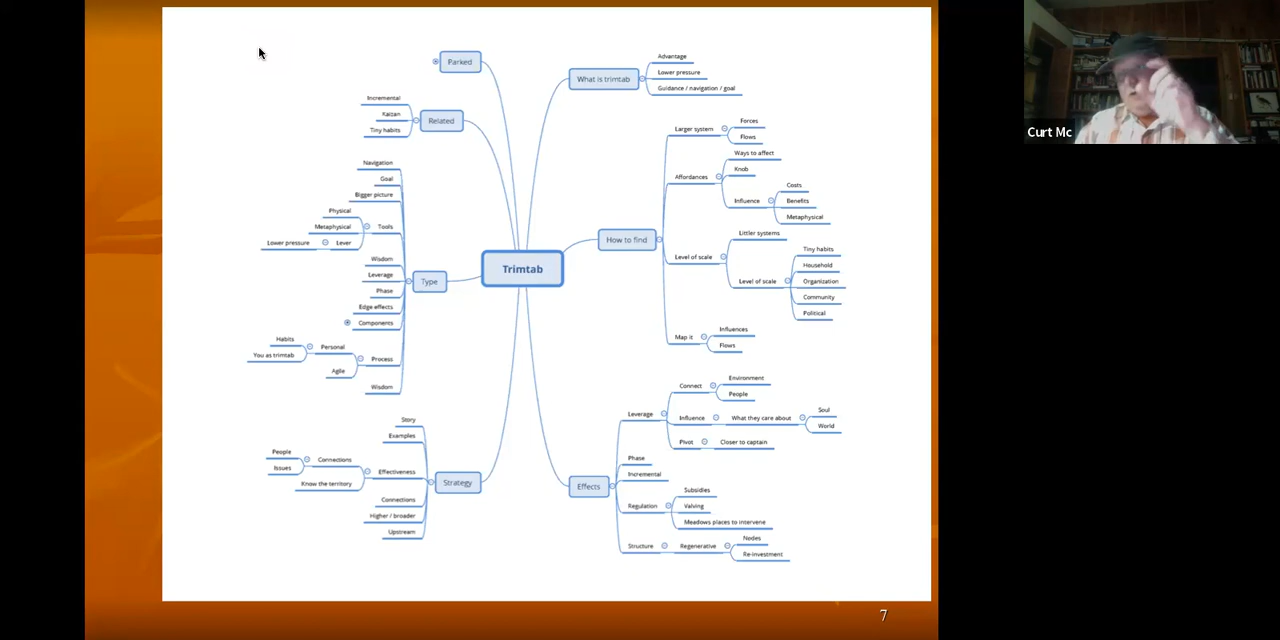 Trimtab
Parked
Related
Incremental
Kaizan
Tiny habits
Type
Navigation
Goal
Bigger picture
Tools
Physical
Metaphysical
Lever
Lower pressure
Wisdom
Leverage
Phase
Edge effects
Components
Process
Personal
Habits
You as trimtab
Agile
Wisdom
Strategy
Story
Examples
Effectiveness
Connections
People
Issues
Know the territory
Connections
Higher / broader
Upstream
What is trimtab
Advantage
Lower pressure
Guidance / navigation / goal
How to find
Larger system
Forces
Flows
Affordances
Ways to affect
Knob
Influence
Costs
Benefits
Metaphysical
Level of scale
Littler systems
Level of scale
Tiny habits
Household
Organization
Community
Political
Map it
Influences
Flows
Effects
Leverage
Connect
Environment
People
Influence
What they care about
Soul
World
Pivot
Closer to captain
Phase
Incremental
Regulation
Subsidies
Valving
Meadows places to intervene
Structure
Regenerative
Nodes
Re-investment
7
Curt Mc